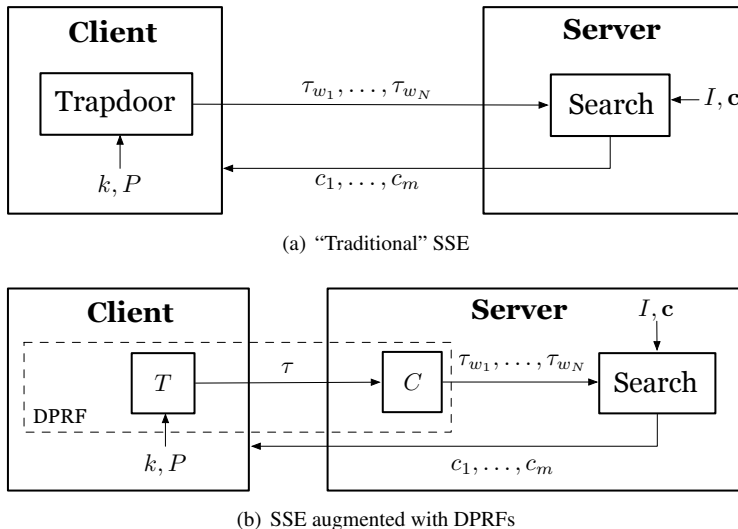 Client
Server
Trapdoor
τ_{w_1}, . . . , τ_{w_N}
Search
I, c
k, P
c_1, . . . , c_m
(a) “Traditional” SSE
Client
Server
I, c
T
τ
C
τ_{w_1}, . . . , τ_{w_N}
Search
DPRF
k, P
c_1, . . . , c_m
(b) SSE augmented with DPRFs